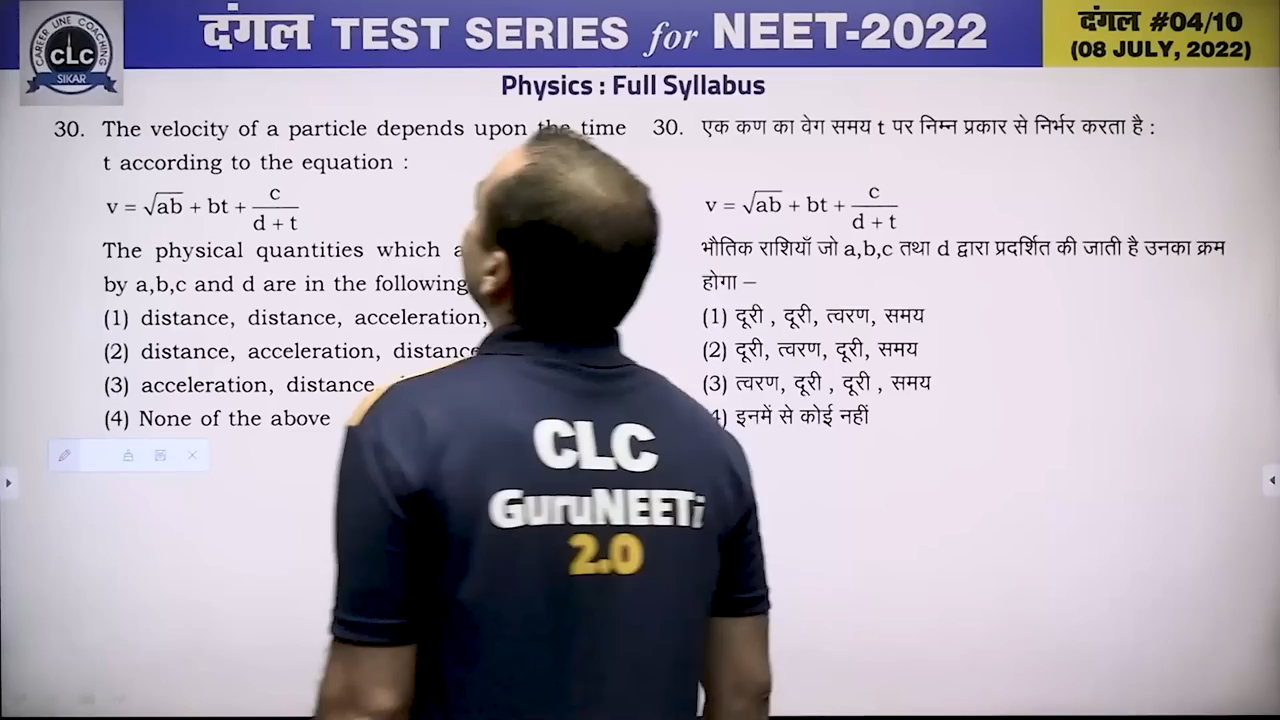 CAREER LINE COACHING
CLC
SIKAR
दंगल TEST SERIES for NEET-2022
दंगल #04/10
(08 JULY, 2022)
Physics : Full Syllabus
30. The velocity of a particle depends upon the time
t according to the equation :
v = √ab + bt + c/(d + t)
The physical quantities which
by a,b,c and d are in the following
(1) distance, distance, acceleration,
(2) distance, acceleration, distance
(3) acceleration, distance
(4) None of the above
30. एक कण का वेग समय t पर निम्न प्रकार से निर्भर करता है :
v = √ab + bt + c/(d + t)
भौतिक राशियाँ जो a,b,c तथा d द्वारा प्रदर्शित की जाती है उनका क्रम
होगा –
(1) दूरी , दूरी, त्वरण, समय
(2) दूरी, त्वरण, दूरी, समय
(3) त्वरण, दूरी , दूरी , समय
4) इनमें से कोई नहीं
CLC
GuruNEETi
2.0